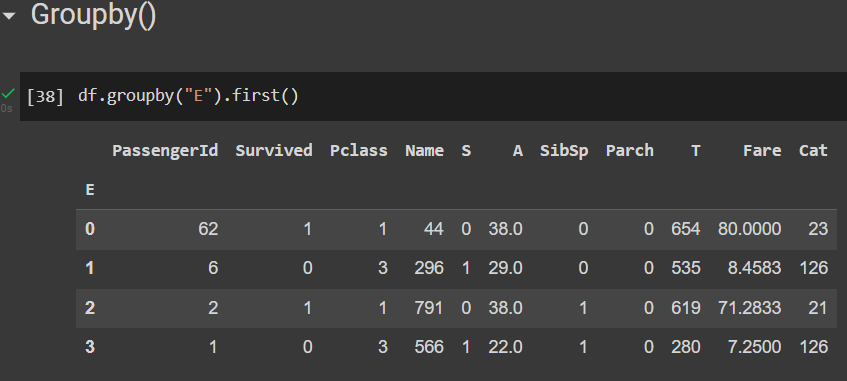 Groupby()
[38] df.groupby("E").first()
0s
PassengerId Survived Pclass Name S A SibSp Parch T Fare Cat
E
0 62 1 1 44 0 38.0 0 0 654 80.0000 23
1 6 0 3 296 1 29.0 0 0 535 8.4583 126
2 2 1 1 791 0 38.0 1 0 619 71.2833 21
3 1 0 3 566 1 22.0 1 0 280 7.2500 126